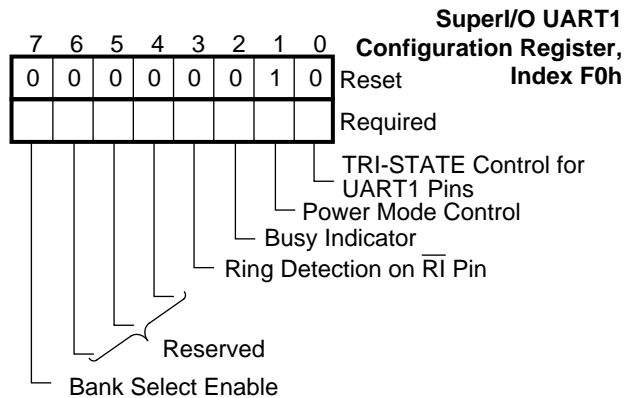 SuperI/O UART1
Configuration Register,
Index F0h
7 6 5 4 3 2 1 0
0 0 0 0 0 0 1 0 Reset
Required
TRI-STATE Control for
UART1 Pins
Power Mode Control
Busy Indicator
Ring Detection on R̅I̅ Pin
Reserved
Bank Select Enable